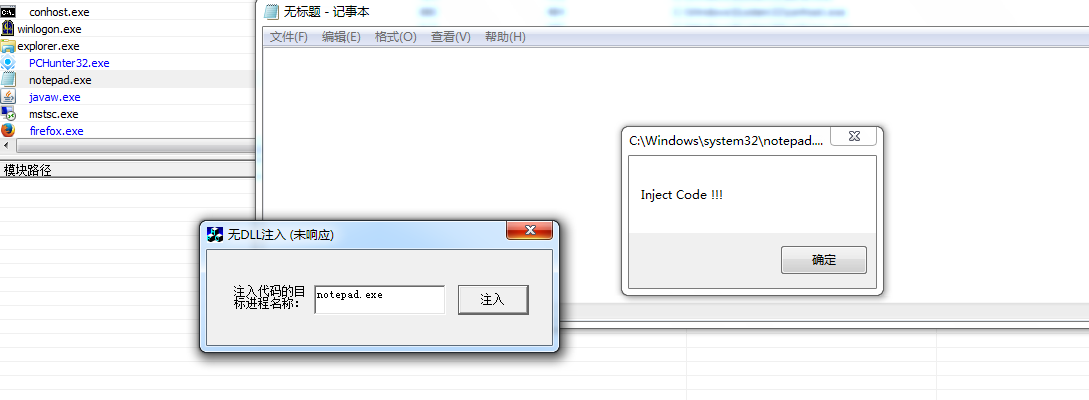 conhost.exe
winlogon.exe
explorer.exe
PCHunter32.exe
notepad.exe
javaw.exe
mstsc.exe
firefox.exe
模块路径
无标题 - 记事本
文件(F) 编辑(E) 格式(O) 查看(V) 帮助(H)
C:\Windows\system32\notepad....
Inject Code !!!
确定
无DLL注入 (未响应)
注入代码的目
标进程名称：
notepad.exe
注入